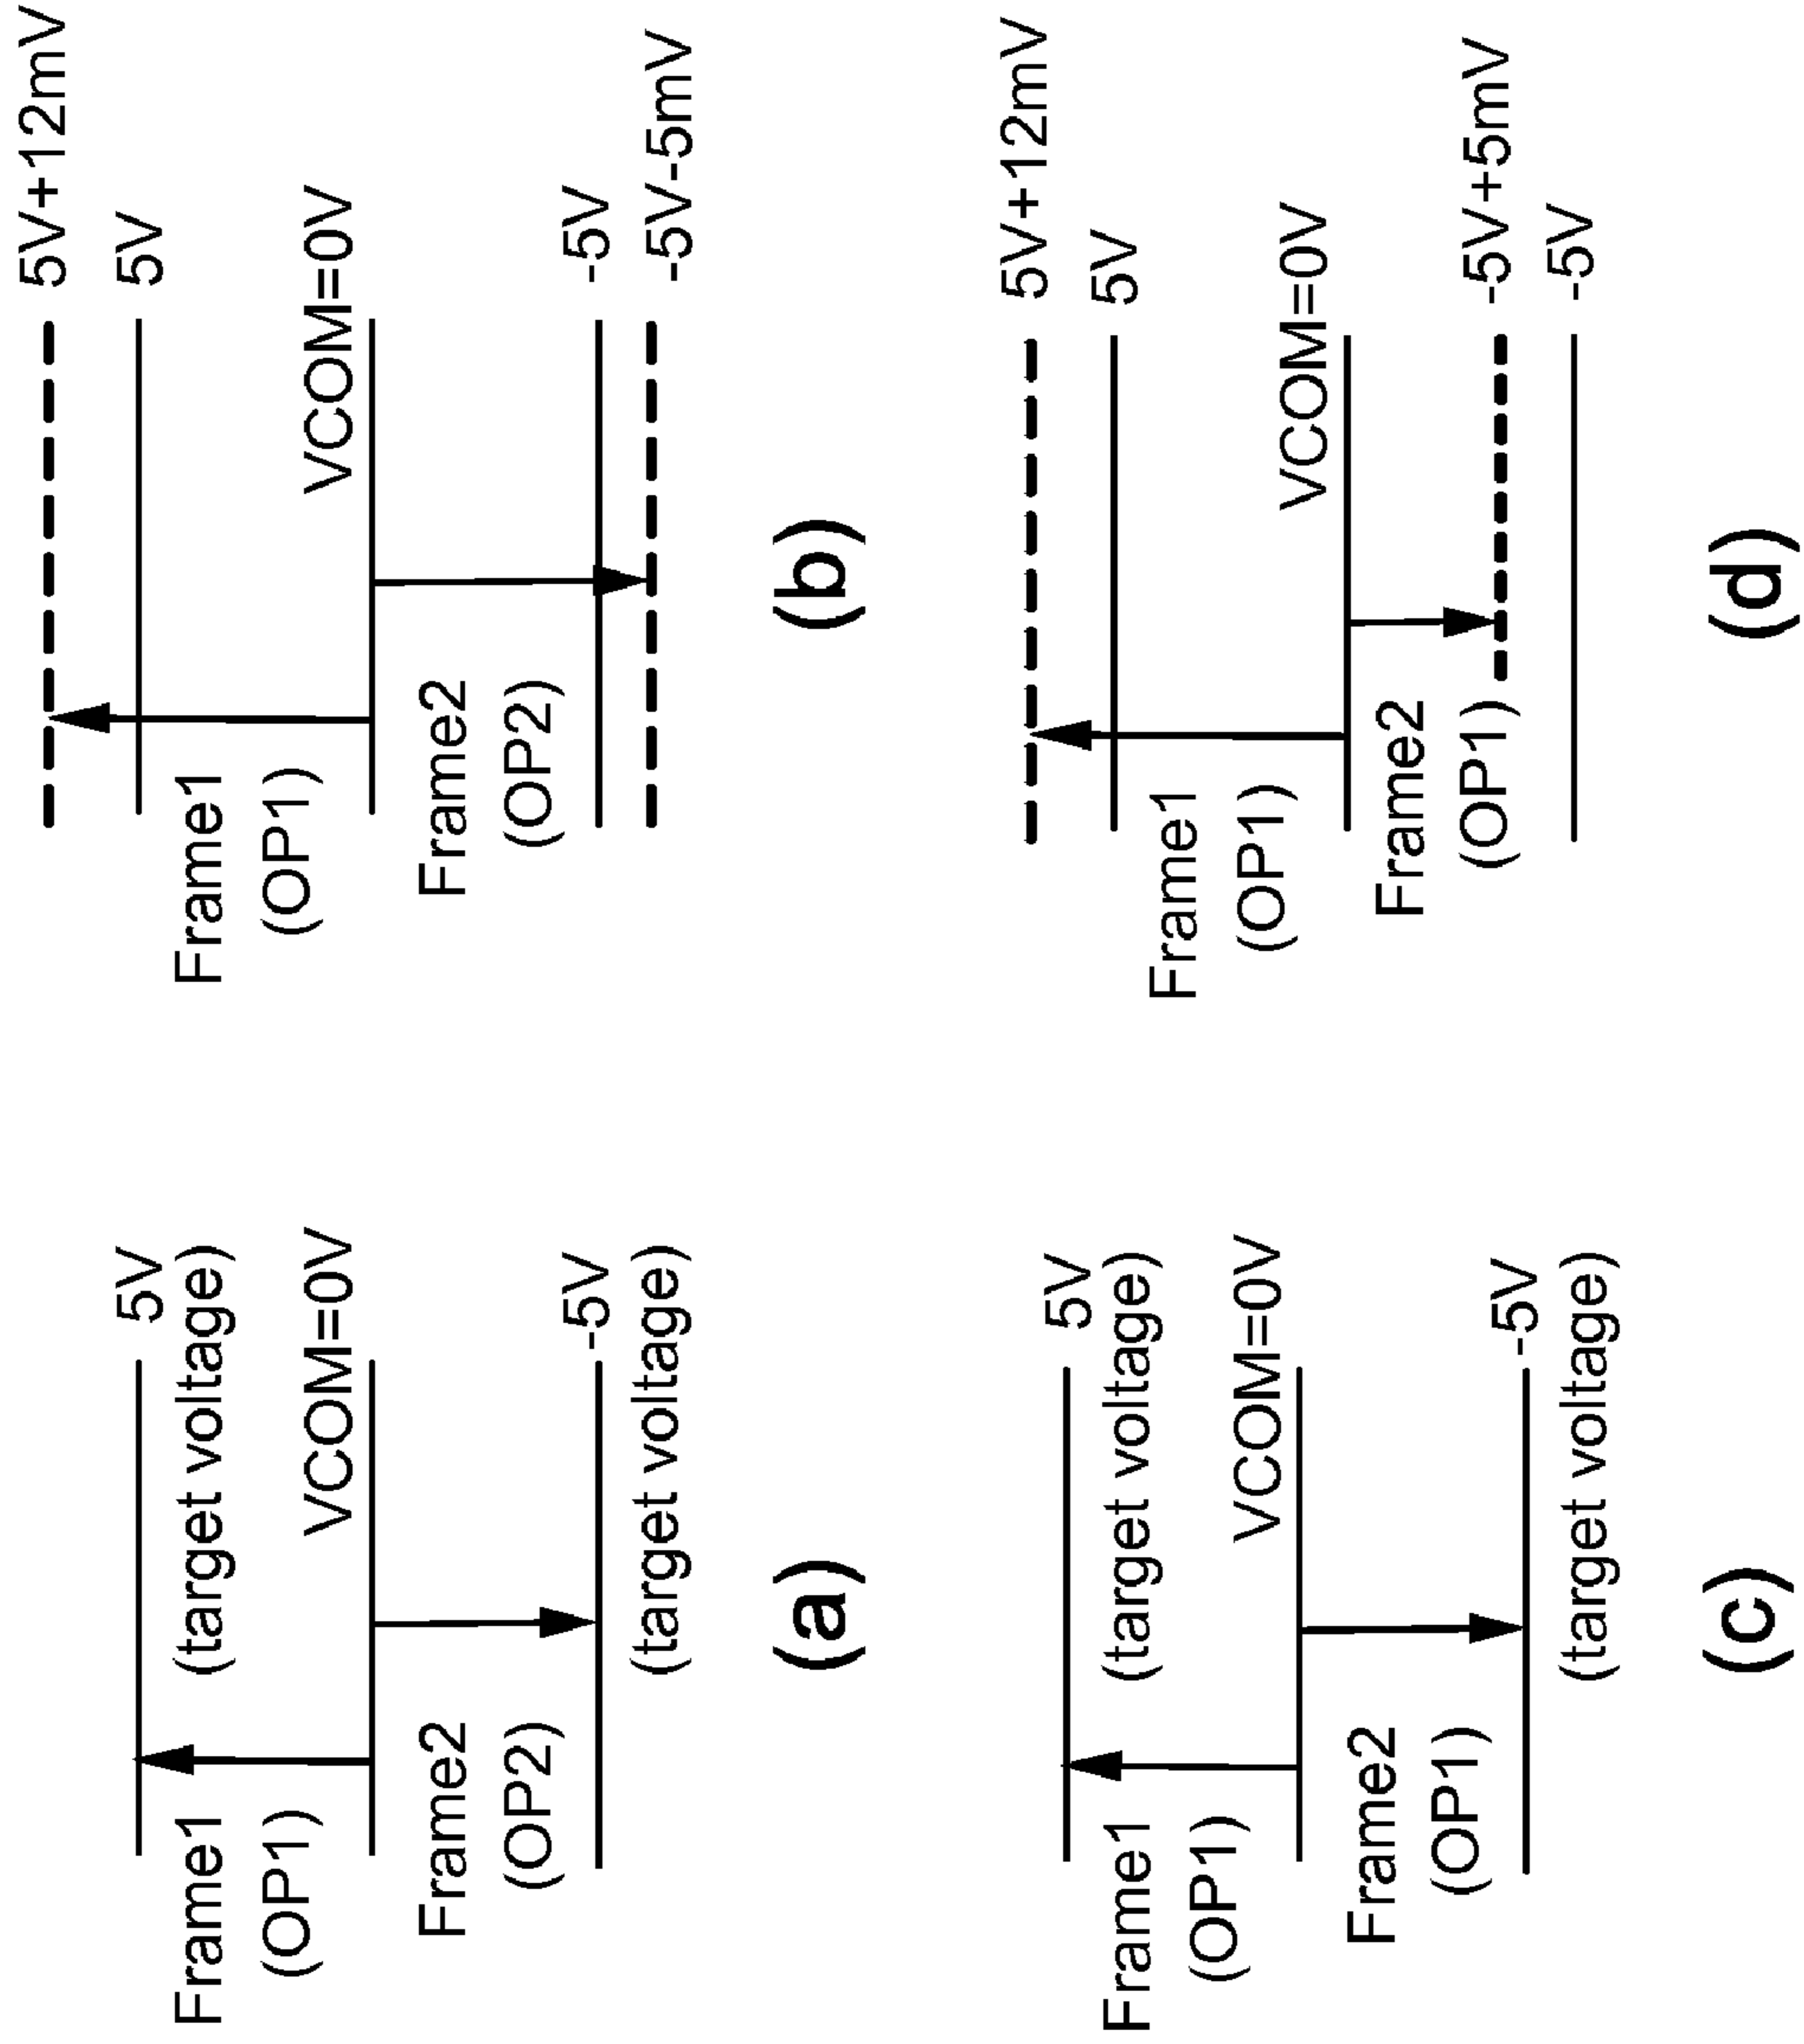 5V
(target voltage)
Frame1
(OP1)
VCOM=0V
Frame2
(OP2)
-5V
(target voltage)
(a)
5V+12mV
5V
Frame1
(OP1)
VCOM=0V
Frame2
(OP2)
-5V
-5V-5mV
(b)
5V
(target voltage)
Frame1
(OP1)
VCOM=0V
Frame2
(OP1)
-5V
(target voltage)
(c)
5V+12mV
5V
Frame1
(OP1)
VCOM=0V
Frame2
(OP1)
-5V+5mV
-5V
(d)